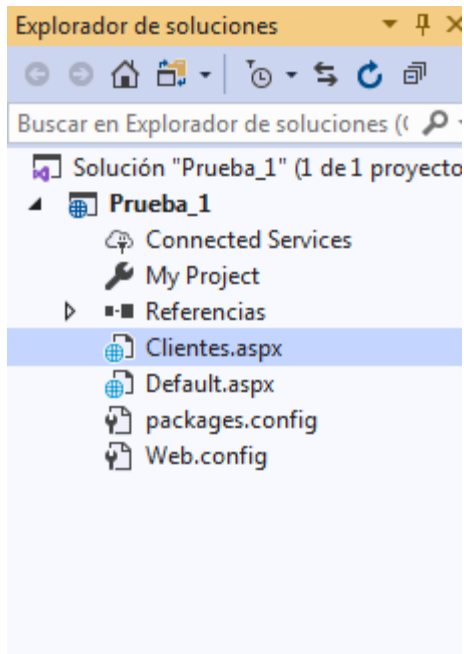 Explorador de soluciones
Buscar en Explorador de soluciones ((
Solución "Prueba_1" (1 de 1 proyecto
Prueba_1
Connected Services
My Project
Referencias
Clientes.aspx
Default.aspx
packages.config
Web.config